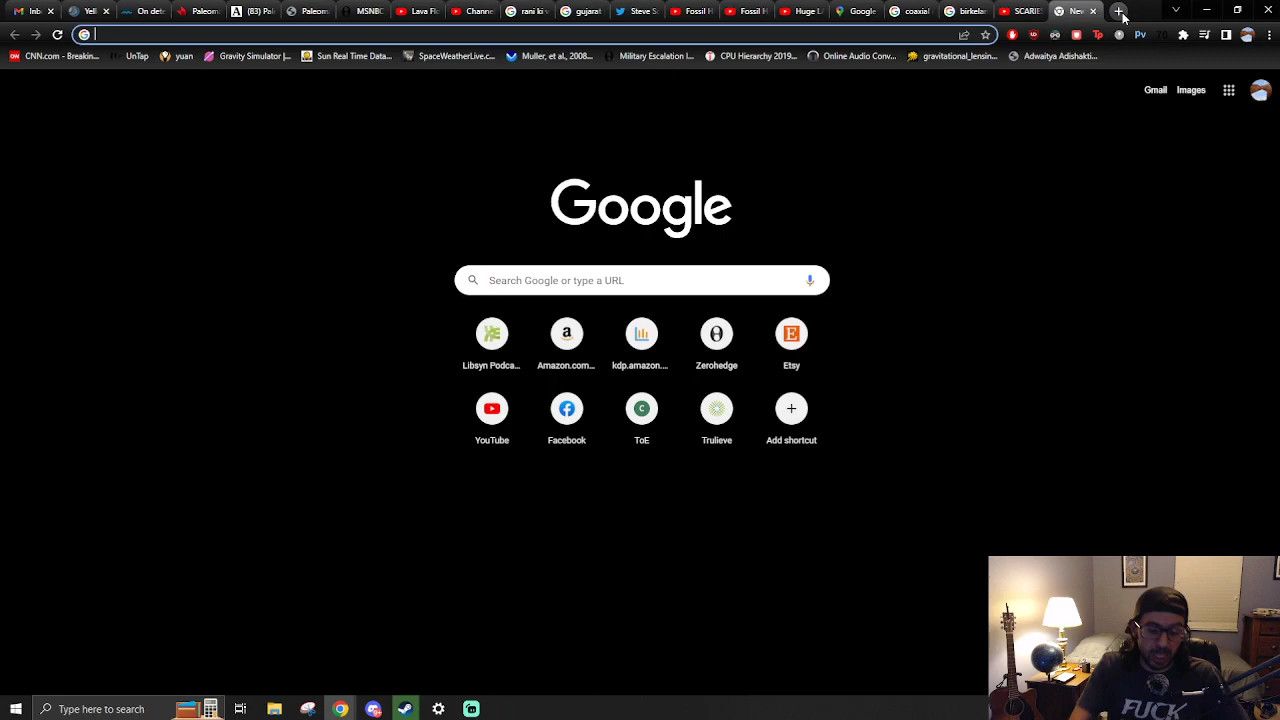 Inb
Yell
On det
Paleom
(83) Pal
Paleom
MSNBC
Lava Fl
Channe
rani ki v
gujarat
Steve S
Fossil H
Fossil H
Huge L
Google
coaxial
birkela
SCARIE
New
CNN.com - Breakin...
UnTap
yuan
Gravity Simulator |...
Sun Real Time Data...
SpaceWeatherLive.c...
Muller, et al., 2008,...
Military Escalation I...
CPU Hierarchy 2019...
Online Audio Conv...
gravitational_lensin...
Adwaitya Adishakti...
Gmail
Images
Google
Search Google or type a URL
Libsyn Podca...
Amazon.com...
kdp.amazon....
Zerohedge
Etsy
YouTube
Facebook
ToE
Trulieve
Add shortcut
FUCK
Type here to search